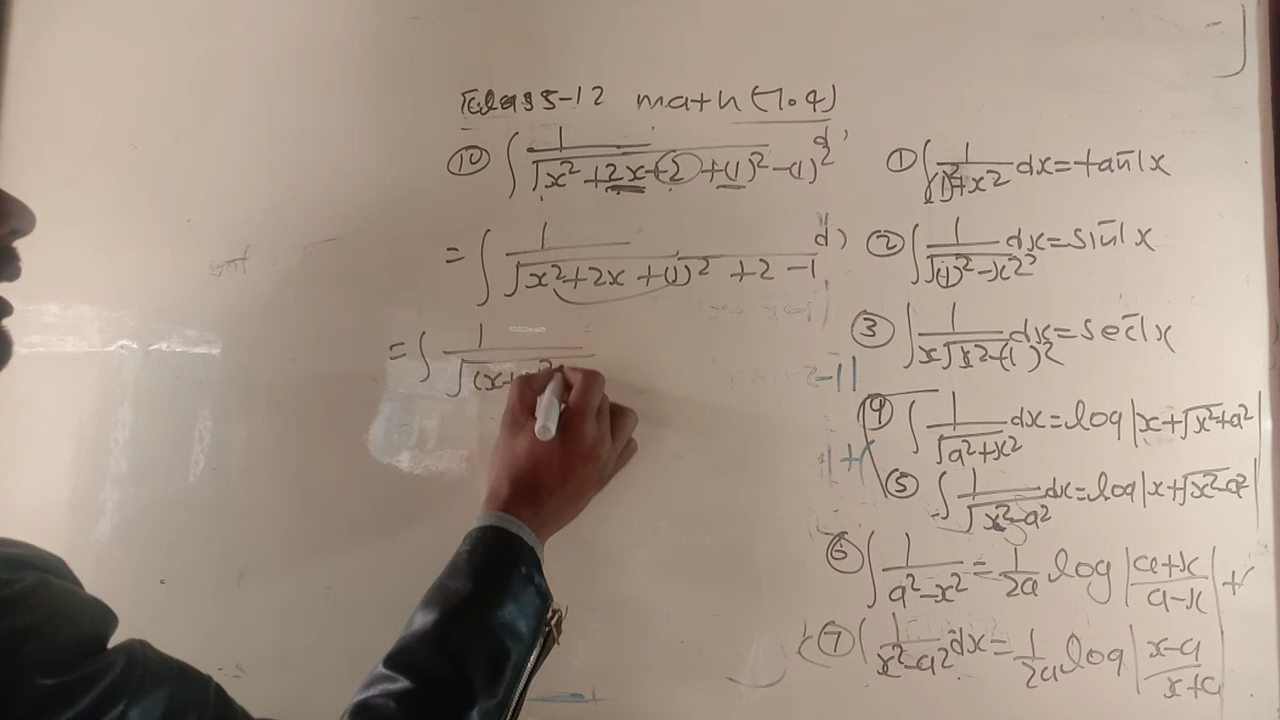 Class-12 math (7.4)
⑩ ∫ 1/√(x² + 2x + 2 + (1)² - (1)²) d
= ∫ 1/√(x² + 2x + (1)² + 2 - 1) d
= ∫ 1/√(x+
① ∫ 1/((1)² + x²) dx = tan⁻¹x
② ∫ 1/√((1)² - x²) dx = sin⁻¹x
③ ∫ 1/(x√(x² - (1)²)) dx = sec⁻¹x
④ ∫ 1/√(a² + x²) dx = log |x + √x² + a²|
⑤ ∫ 1/√(x² - a²) dx = log |x + √x² - a²|
⑥ ∫ 1/(a² - x²) = 1/2a log |a+x/a-x| +
⑦ ∫ 1/(x² - a²) dx = 1/2a log |x-a/x+a